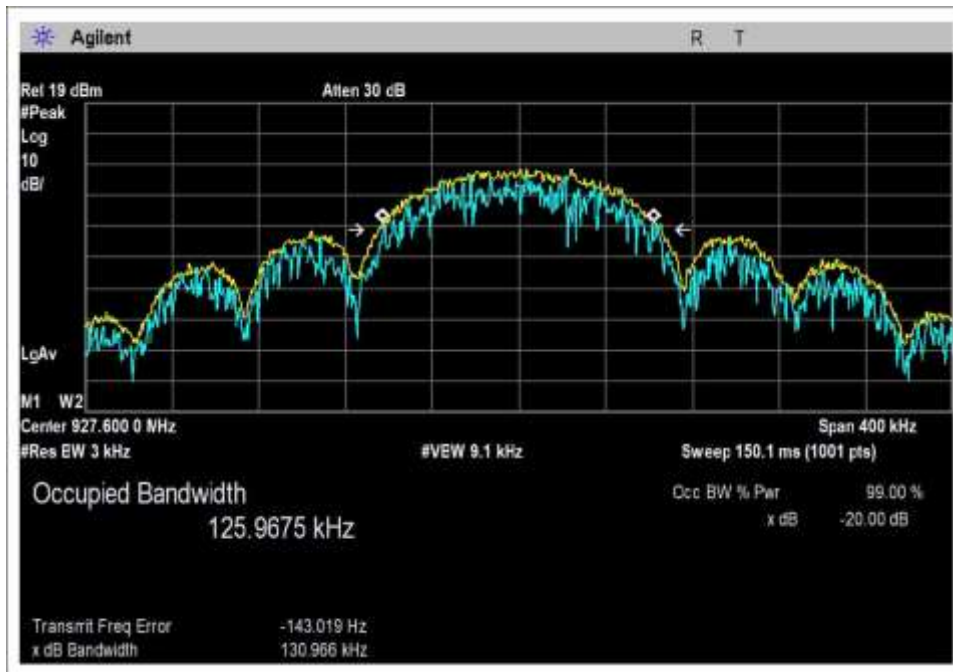 Agilent
R T
Ref 19 dBm Atten 30 dB
#Peak
Log
10
dB/
LgAv
M1 W2
Center 927.600 0 MHz Span 400 kHz
#Res BW 3 kHz #VBW 9.1 kHz Sweep 150.1 ms (1001 pts)
Occupied Bandwidth
125.9675 kHz
Occ BW % Pwr 99.00 %
x dB -20.00 dB
Transmit Freq Error -143.019 Hz
x dB Bandwidth 130.966 kHz